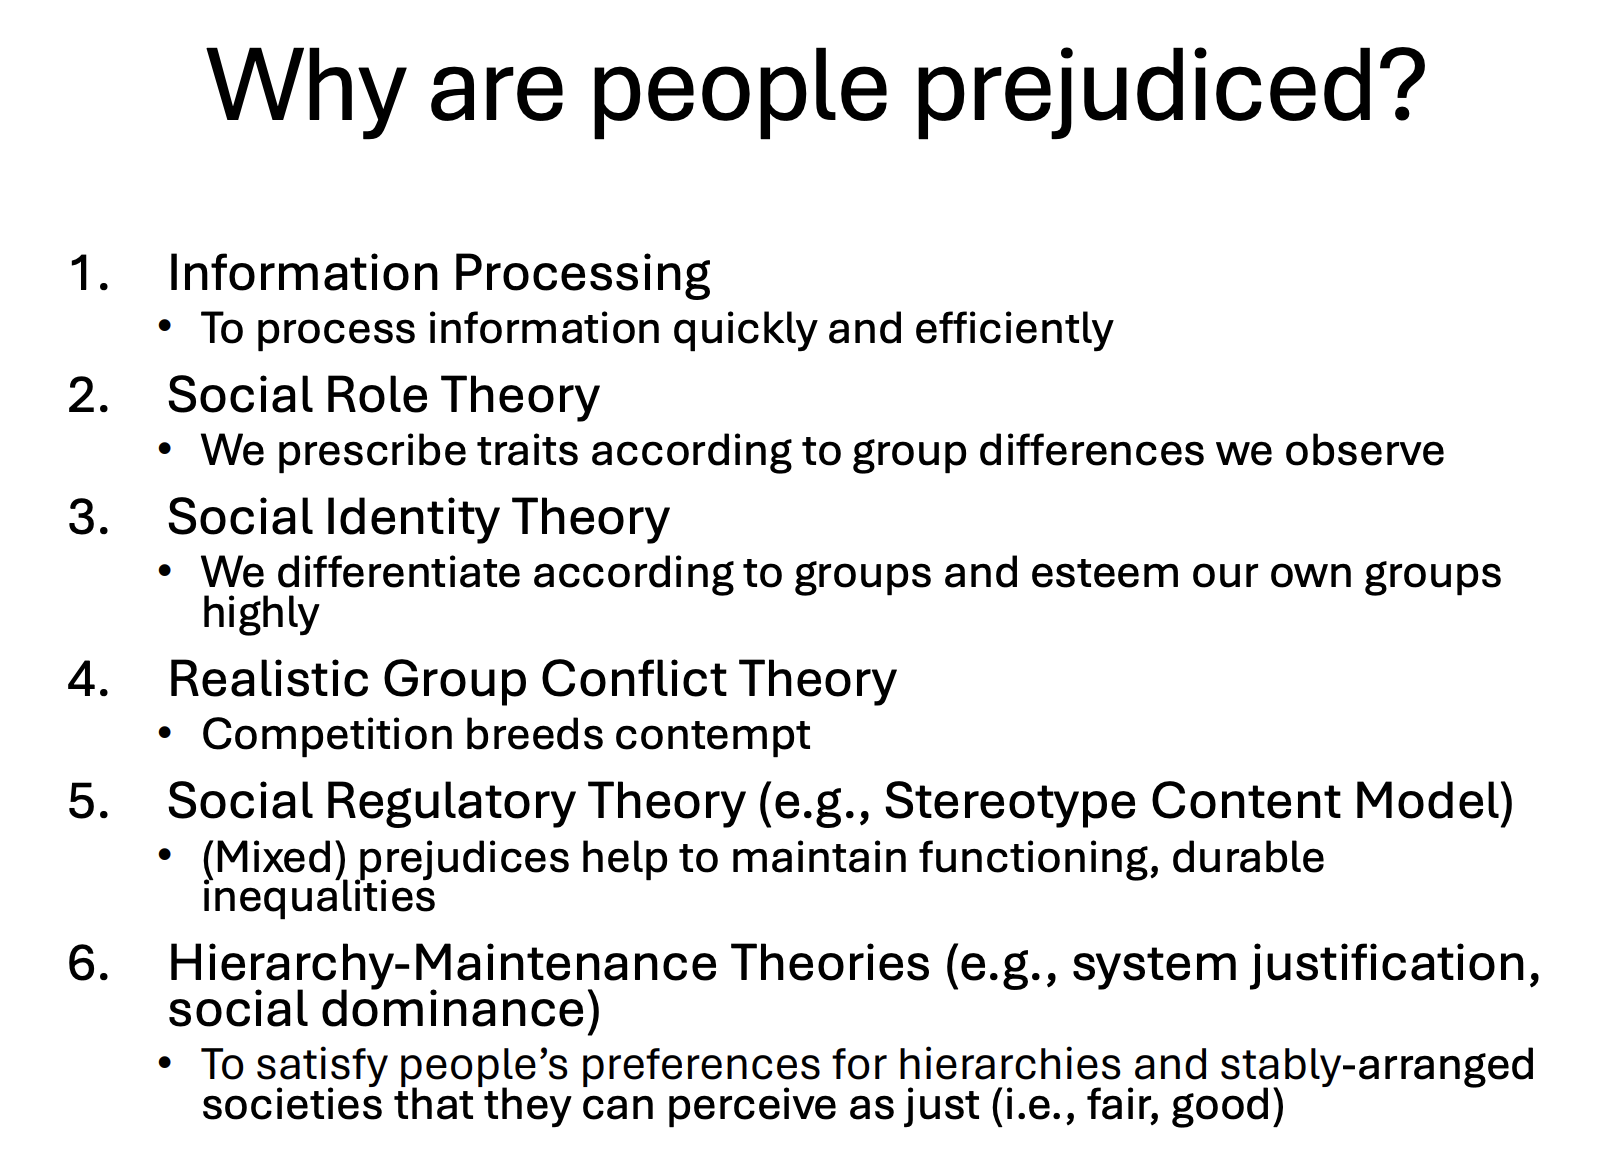 Why are people prejudiced?
1. Information Processing
• To process information quickly and efficiently
2. Social Role Theory
• We prescribe traits according to group differences we observe
3. Social Identity Theory
• We differentiate according to groups and esteem our own groups
highly
4. Realistic Group Conflict Theory
• Competition breeds contempt
5. Social Regulatory Theory (e.g., Stereotype Content Model)
• (Mixed) prejudices help to maintain functioning, durable
inequalities
6. Hierarchy-Maintenance Theories (e.g., system justification,
social dominance)
• To satisfy people’s preferences for hierarchies and stably-arranged
societies that they can perceive as just (i.e., fair, good)